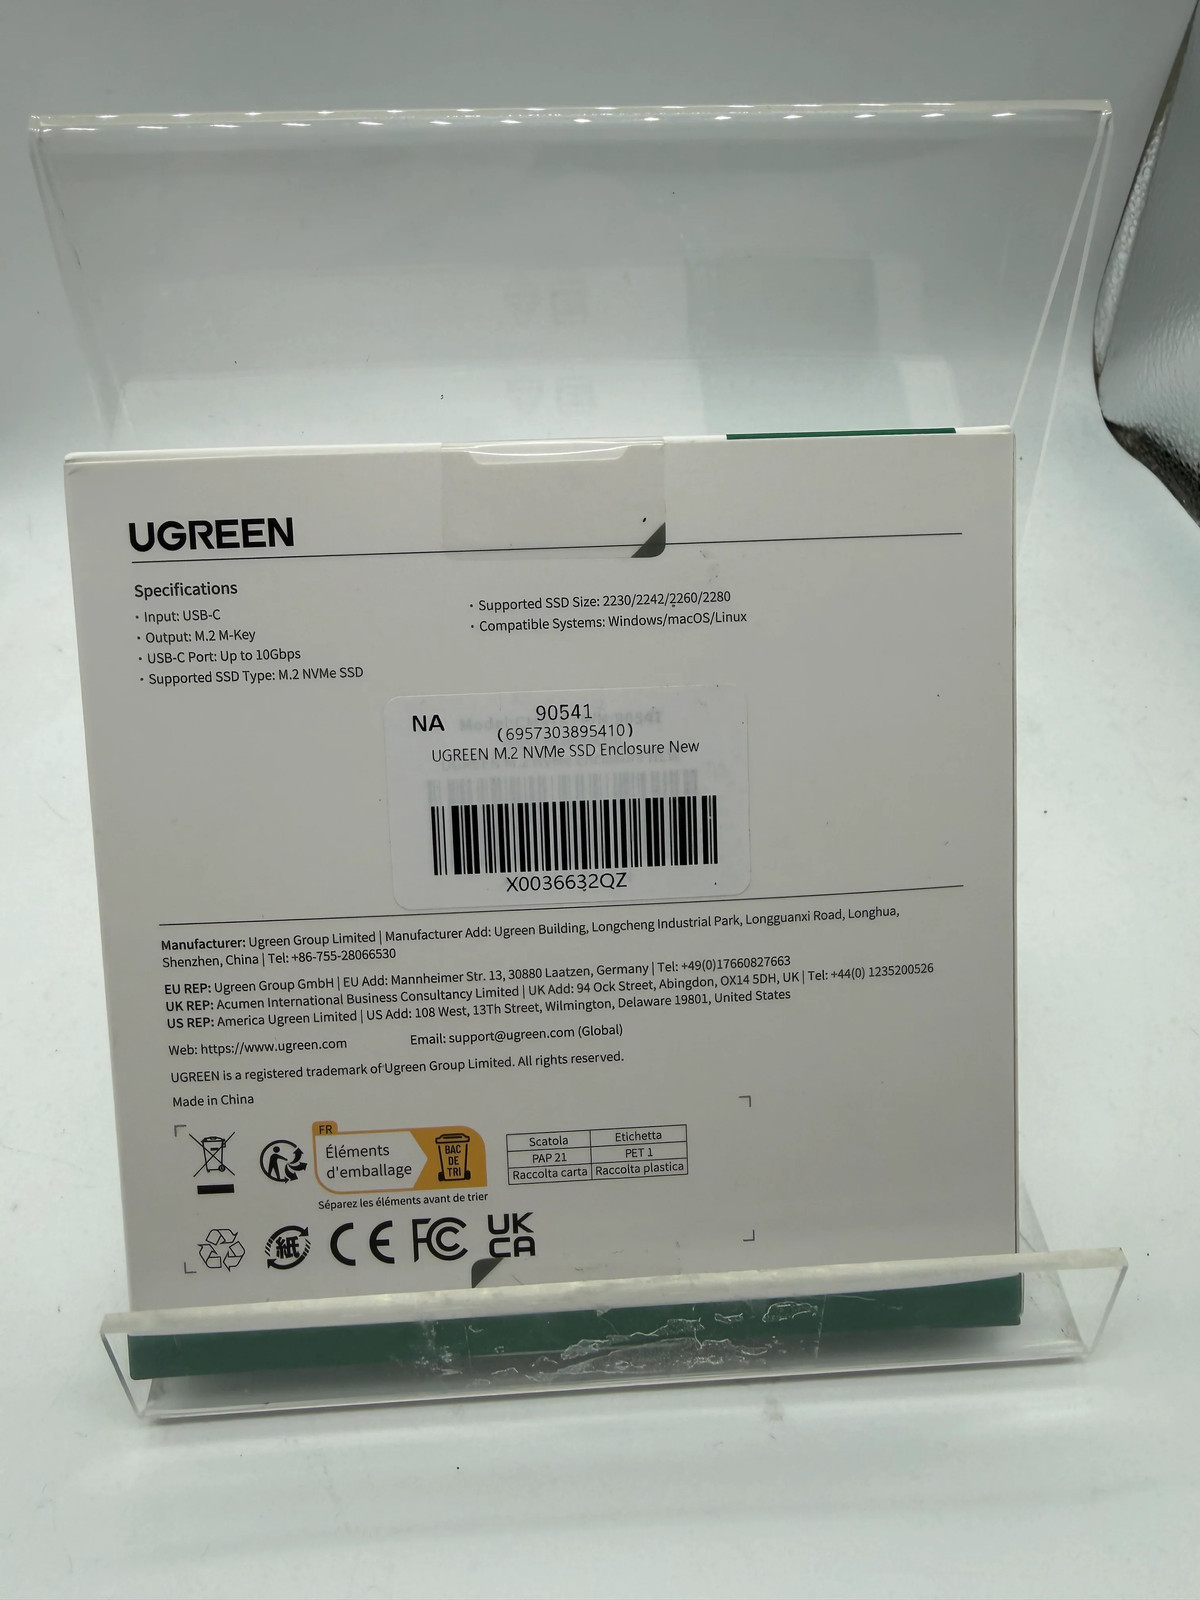 UGREEN
Specifications
· Input: USB-C
· Output: M.2 M-Key
· USB-C Port: Up to 10Gbps
· Supported SSD Type: M.2 NVMe SSD
· Supported SSD Size: 2230/2242/2260/2280
· Compatible Systems: Windows/macOS/Linux
NA
90541
(6957303895410)
UGREEN M.2 NVMe SSD Enclosure New
X0036632QZ
Manufacturer: Ugreen Group Limited | Manufacturer Add: Ugreen Building, Longcheng Industrial Park, Longguanxi Road, Longhua,
Shenzhen, China | Tel: +86-755-28066530
EU REP: Ugreen Group GmbH | EU Add: Mannheimer Str. 13, 30880 Laatzen, Germany | Tel: +49(0)17660827663
UK REP: Acumen International Business Consultancy Limited | UK Add: 94 Ock Street, Abingdon, OX14 5DH, UK | Tel: +44(0) 1235200526
US REP: America Ugreen Limited | US Add: 108 West, 13Th Street, Wilmington, Delaware 19801, United States
Web: https://www.ugreen.com Email: support@ugreen.com (Global)
UGREEN is a registered trademark of Ugreen Group Limited. All rights reserved.
Made in China
FR
Éléments
d'emballage
BAC
DE
TRI
Séparez les éléments avant de trier
Scatola Etichetta
PAP 21 PET 1
Raccolta carta Raccolta plastica
紙
CE FC
UK
CA